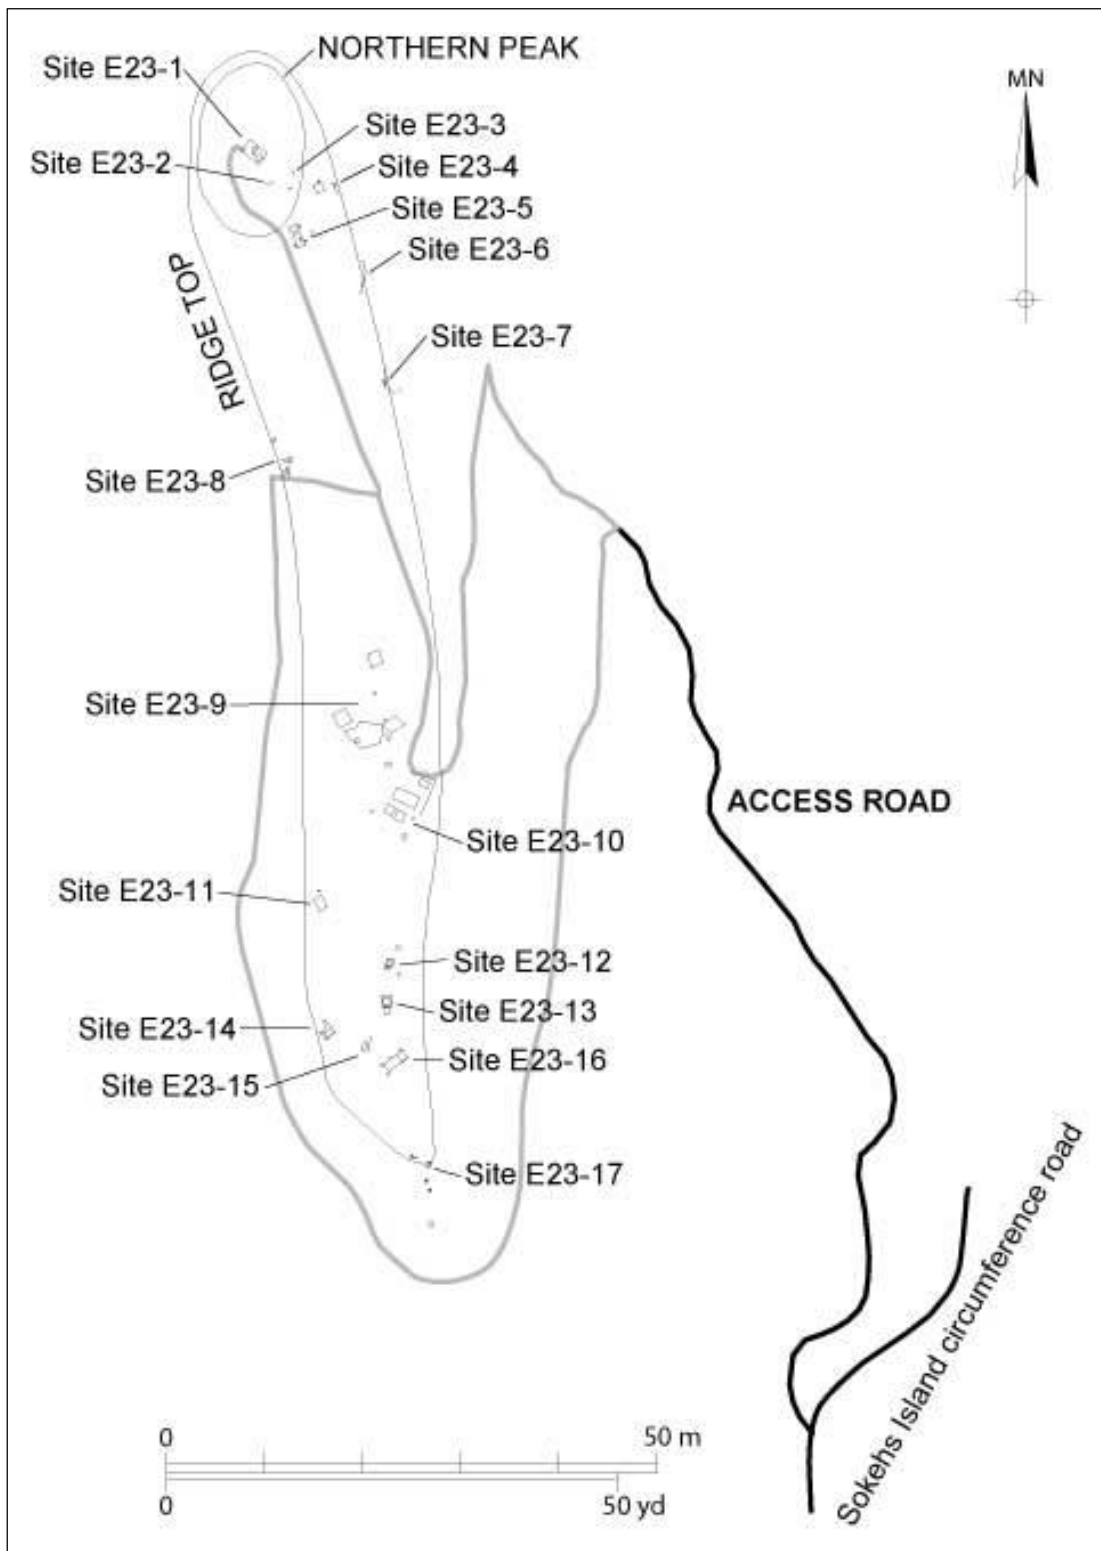 NORTHERN PEAK
Site E23-1
MN
Site E23-3
Site E23-2
Site E23-4
Site E23-5
Site E23-6
RIDGE TOP
Site E23-7
Site E23-8
Site E23-9
ACCESS ROAD
Site E23-10
Site E23-11
Site E23-12
Site E23-13
Site E23-14
Site E23-16
Site E23-15
Site E23-17
Sokehs Island circumference road
0 50 m
0 50 yd